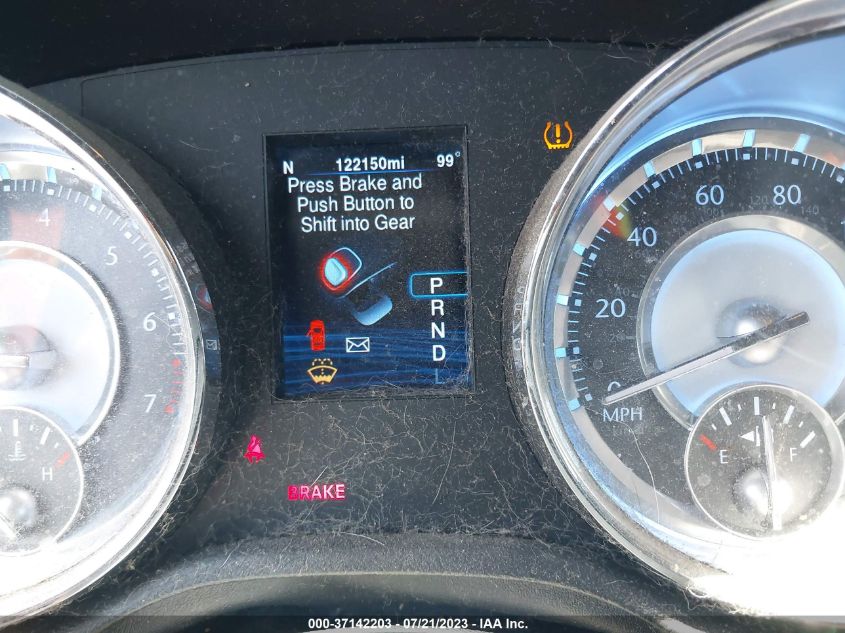 N 122150mi 99°
Press Brake and
Push Button to
Shift into Gear
P
R
N
D
L
BRAKE
4
5
6
7
H
0
20
40
60
80
MPH
E F
000-37142203 - 07/21/2023 - IAA Inc.